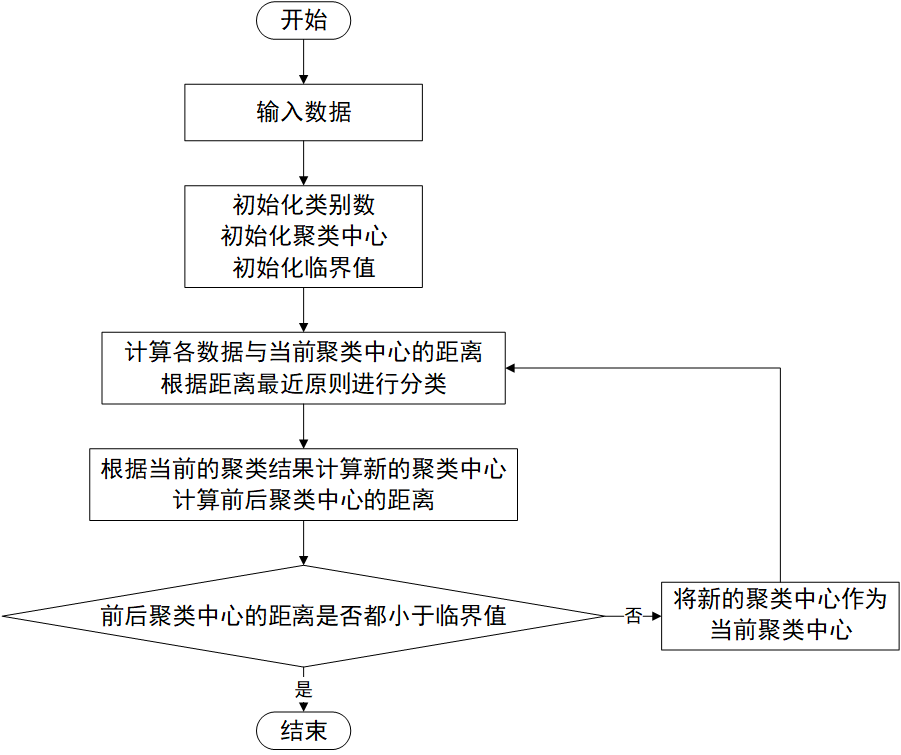 开始
输入数据
初始化类别数
初始化聚类中心
初始化临界值
计算各数据与当前聚类中心的距离
根据距离最近原则进行分类
根据当前的聚类结果计算新的聚类中心
计算前后聚类中心的距离
前后聚类中心的距离是否都小于临界值
否
将新的聚类中心作为
当前聚类中心
是
结束